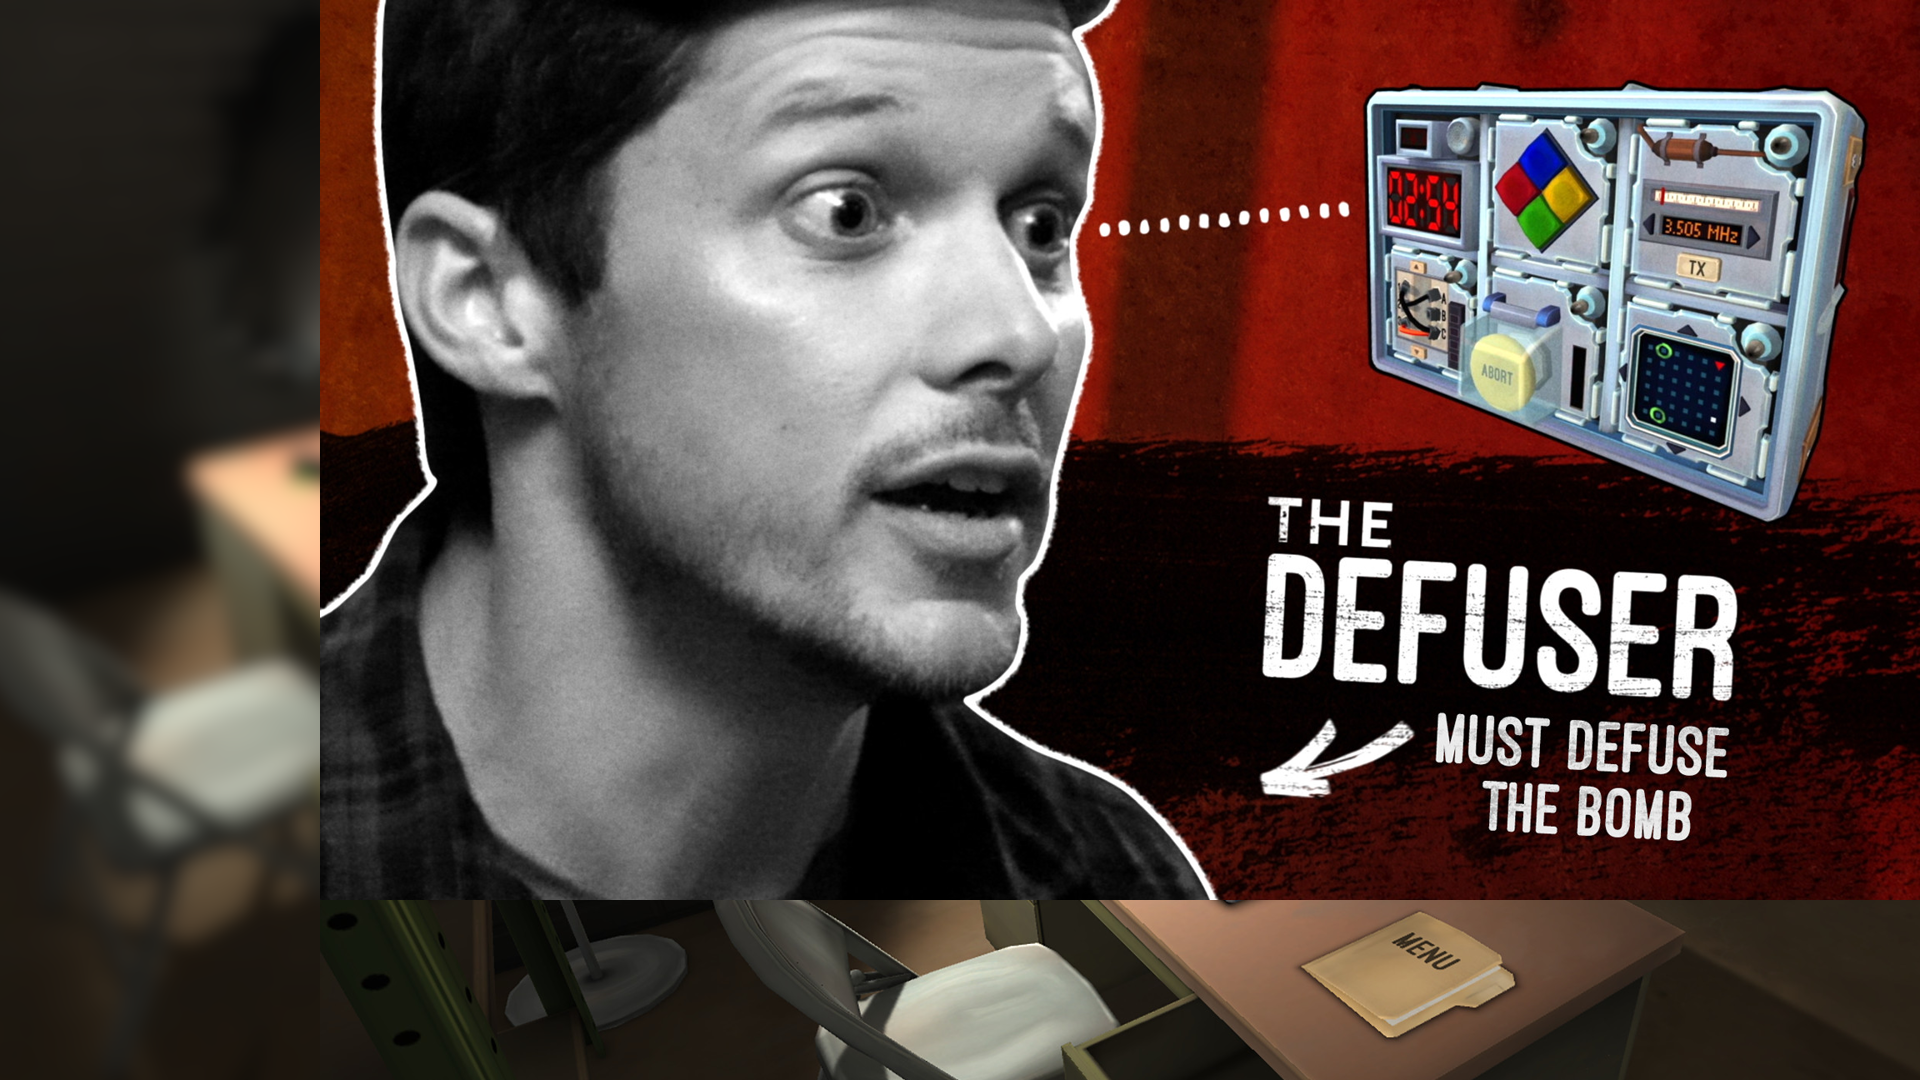 02:54
3.505 MHz
TX
A
B
C
ABORT
THE
DEFUSER
MUST DEFUSE
THE BOMB
MENU